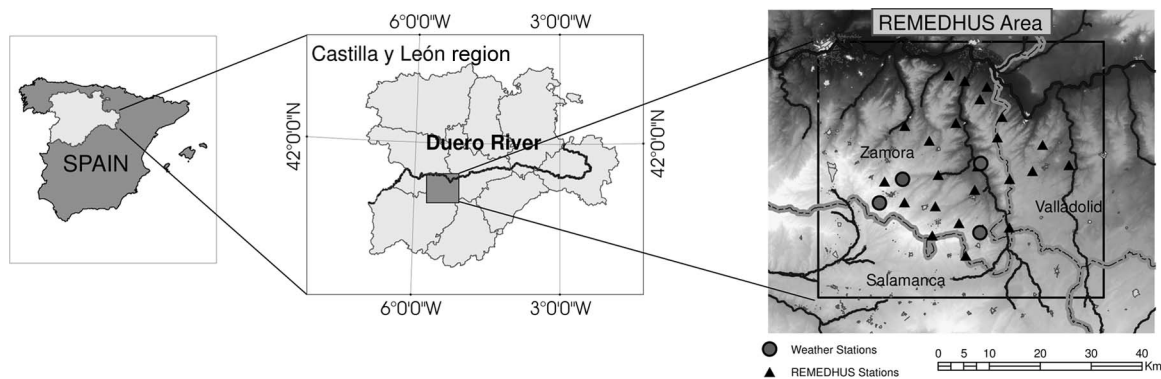 SPAIN
6°0'0"W 3°0'0"W
Castilla y León region
42°0'0"N
42°0'0"N
Duero River
6°0'0"W 3°0'0"W
REMEDHUS Area
Zamora
Valladolid
Salamanca
Weather Stations
REMEDHUS Stations
0 5 10 20 30 40
Km